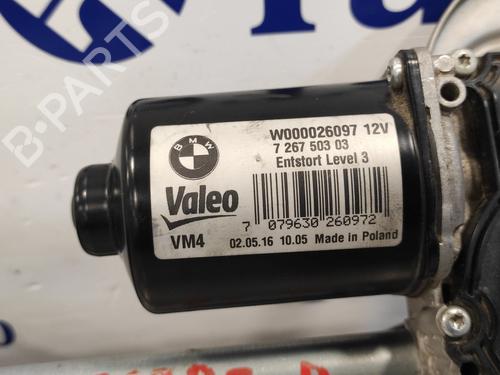 B-PARTS
BMW
W000026097 12V
7 267 503 03
Entstort Level 3
Valeo
7 079630 260972
VM4
02.05.16 10.05 Made in Poland